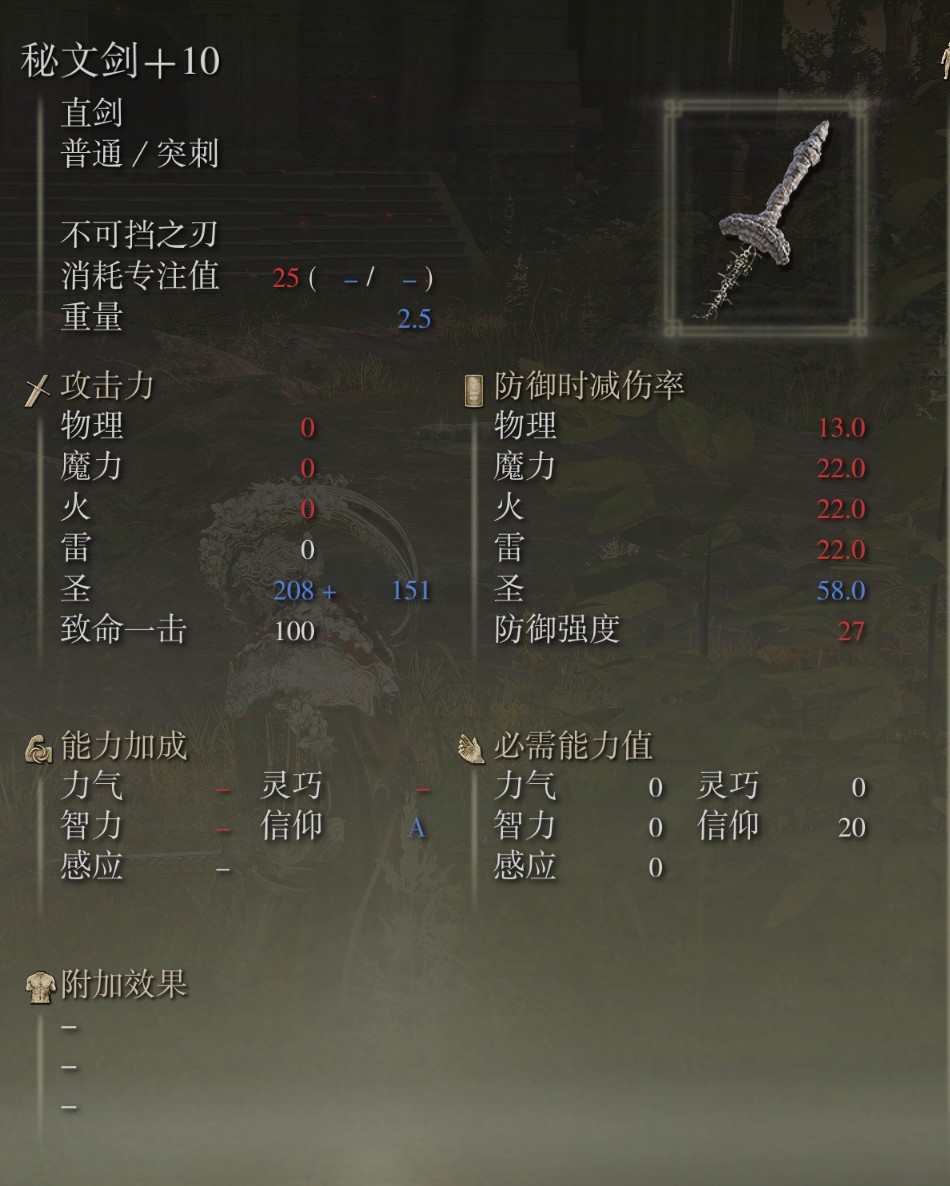 秘文剑+10
直剑
普通 / 突刺
不可挡之刃
消耗专注值 25 ( – / – )
重量 2.5
攻击力
物理 0
魔力 0
火 0
雷 0
圣 208 + 151
致命一击 100
防御时减伤率
物理 13.0
魔力 22.0
火 22.0
雷 22.0
圣 58.0
防御强度 27
能力加成
力气 – 灵巧 –
智力 – 信仰 A
感应 –
必需能力值
力气 0 灵巧 0
智力 0 信仰 20
感应 0
附加效果
–
–
–